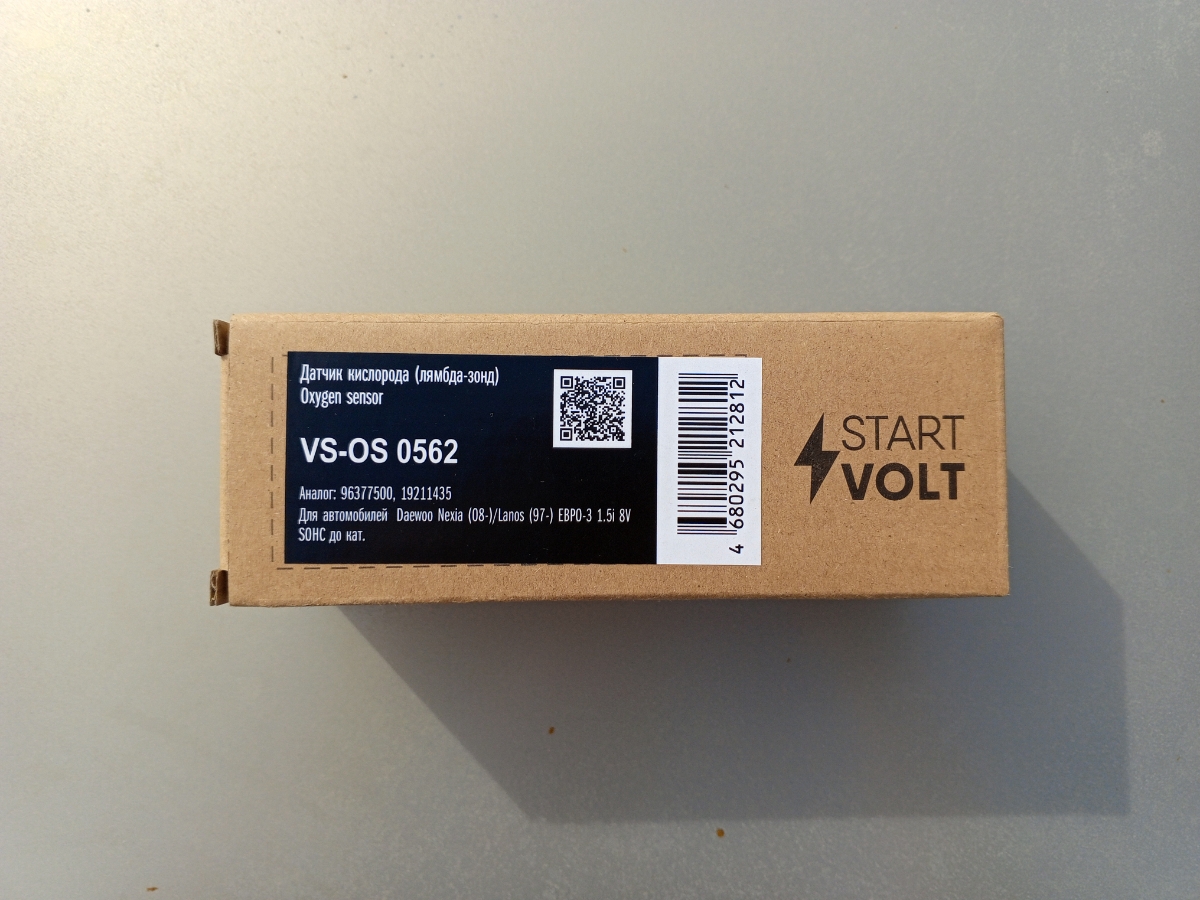 Датчик кислорода (лямбда-зонд)
Oxygen sensor
VS-OS 0562
Аналог: 96377500, 19211435
Для автомобилей Daewoo Nexia (08-)/Lanos (97-) ЕВРО-3 1.5i 8V
SOHC до кат.
4 680295 212812
START
VOLT